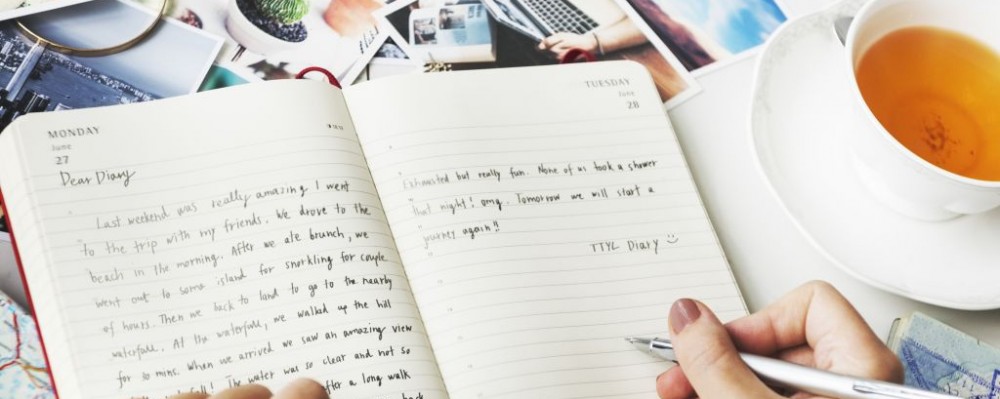 MONDAY
June
27
Dear Diary
Last weekend was really amazing I went
to the trip with my friends. We drove to the
beach in the morning. After we ate brunch, we
went out to some island for snorkling for couple
of hours. Then we back to land to go to the nearby
waterfall. At the waterfall, we walked up the hill
for 30 mins. When we arrived we saw an amazing view
The water was so clear and not so
after a long walk
back
TUESDAY
June
28
Exhausted but really fun. None of us took a shower
that night! omg. Tomorrow we will start a
journey again!!
TTYL Diary